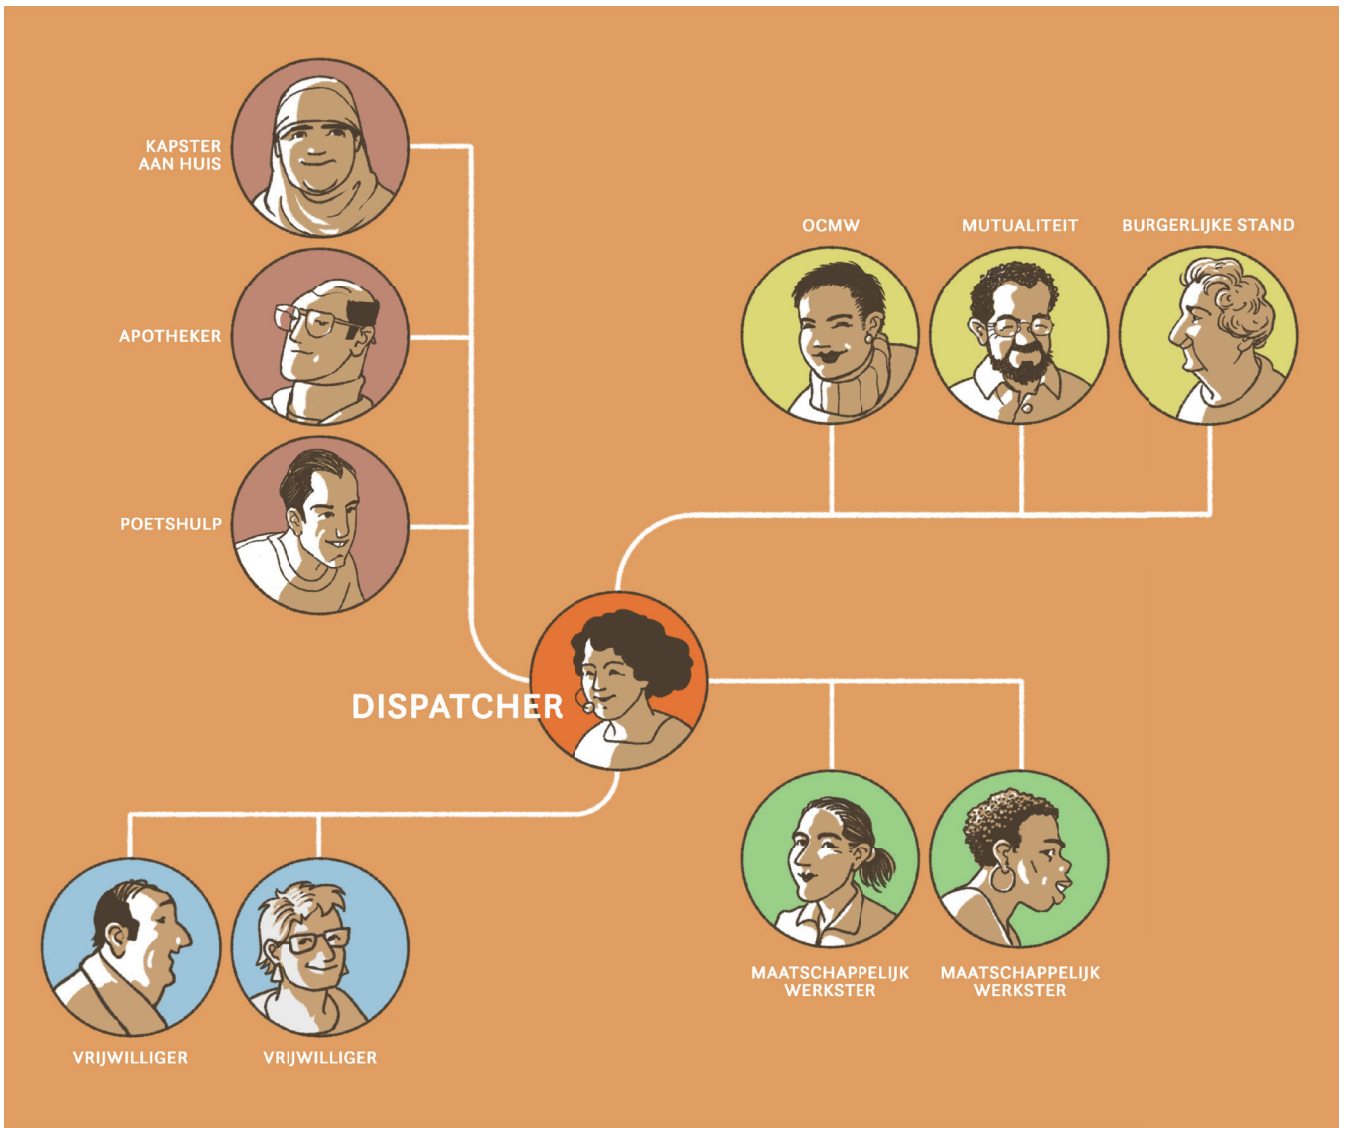 KAPSTER
AAN HUIS
APOTHEKER
POETSHULP
OCMW
MUTUALITEIT
BURGERLIJKE STAND
DISPATCHER
MAATSCHAPPELIJK
WERKSTER
MAATSCHAPPELIJK
WERKSTER
VRIJWILLIGER
VRIJWILLIGER